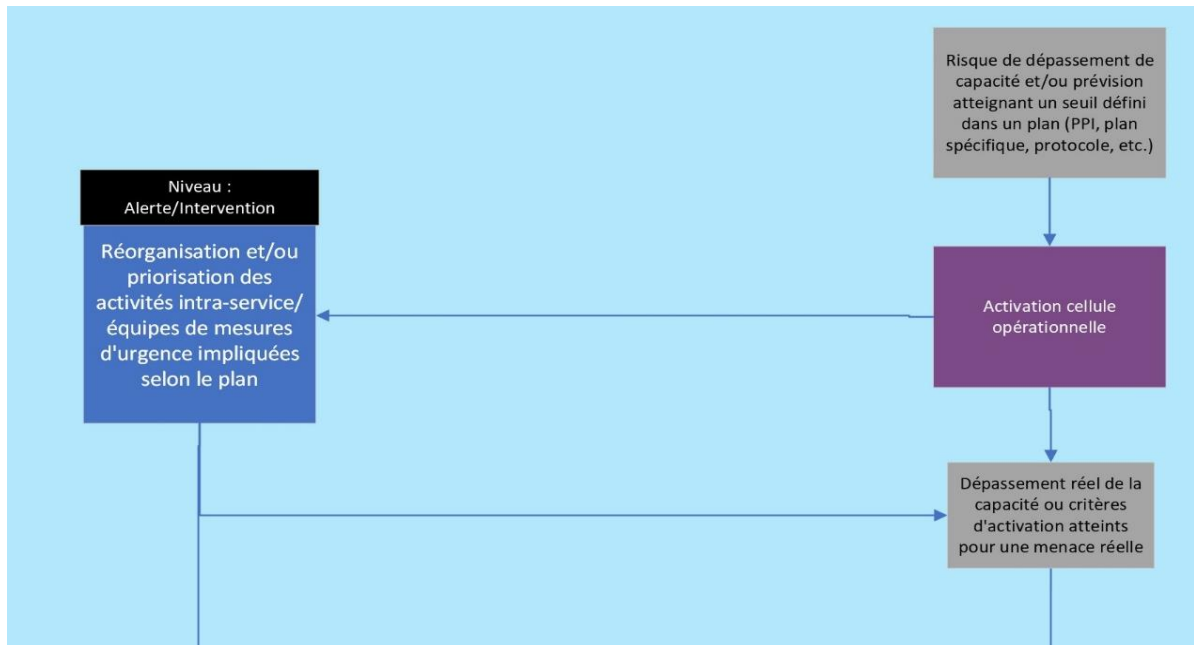 Risque de dépassement de
capacité et/ou prévision
atteignant un seuil défini
dans un plan (PPI, plan
spécifique, protocole, etc.)
Niveau :
Alerte/Intervention
Réorganisation et/ou
priorisation des
activités intra-service/
équipes de mesures
d'urgence impliquées
selon le plan
Activation cellule
opérationnelle
Dépassement réel de la
capacité ou critères
d'activation atteints
pour une menace réelle